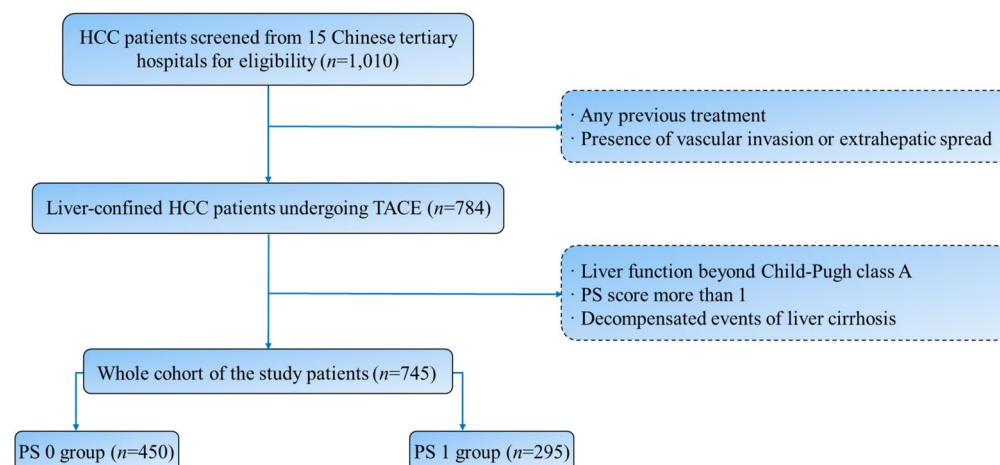 HCC patients screened from 15 Chinese tertiary
hospitals for eligibility (n=1,010)
· Any previous treatment
· Presence of vascular invasion or extrahepatic spread
Liver-confined HCC patients undergoing TACE (n=784)
· Liver function beyond Child-Pugh class A
· PS score more than 1
· Decompensated events of liver cirrhosis
Whole cohort of the study patients (n=745)
PS 0 group (n=450)
PS 1 group (n=295)